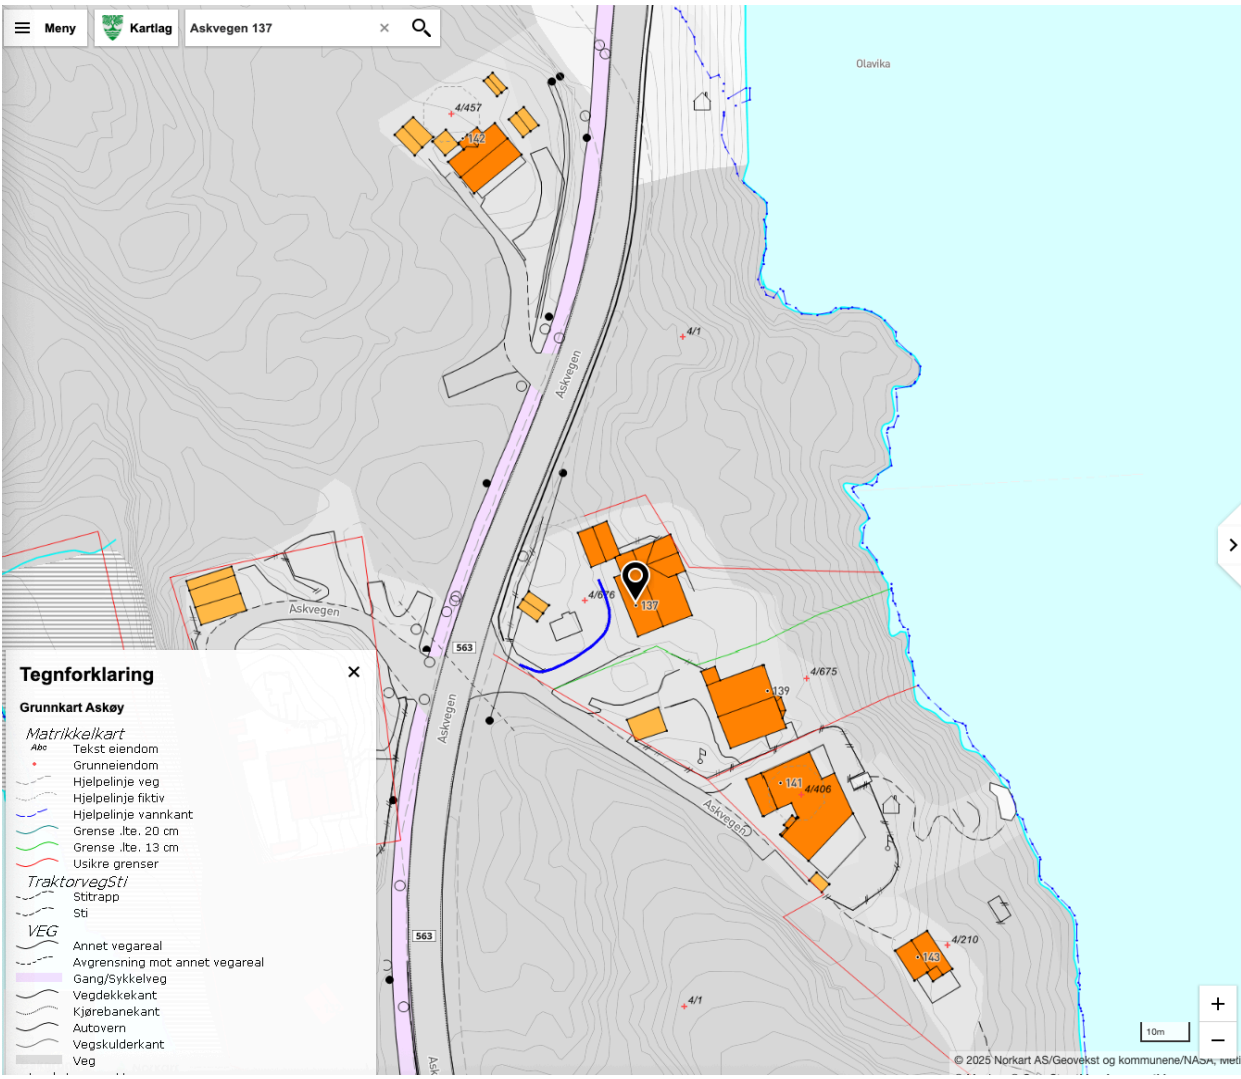 Meny
Kartlag
Askvegen 137
Olavika
4/457
142
4/1
Askvegen
4/676
137
Askvegen
563
4/675
139
Askvegen
141
4/406
Askvegen
563
4/210
143
4/1
Tegnforklaring
Grunnkart Askøy
Matrikkelkart
Abc Tekst eiendom
Grunneiendom
Hjelpelinje veg
Hjelpelinje fiktiv
Hjelpelinje vannkant
Grense .lte. 20 cm
Grense .lte. 13 cm
Usikre grenser
TraktorvegSti
Stitrapp
Sti
VEG
Annet vegareal
Avgrensning mot annet vegareal
Gang/Sykkelveg
Vegdekkekant
Kjørebanekant
Autovern
Vegskulderkant
Veg
10m
© 2025 Norkart AS/Geovekst og kommunene/NASA, Meti